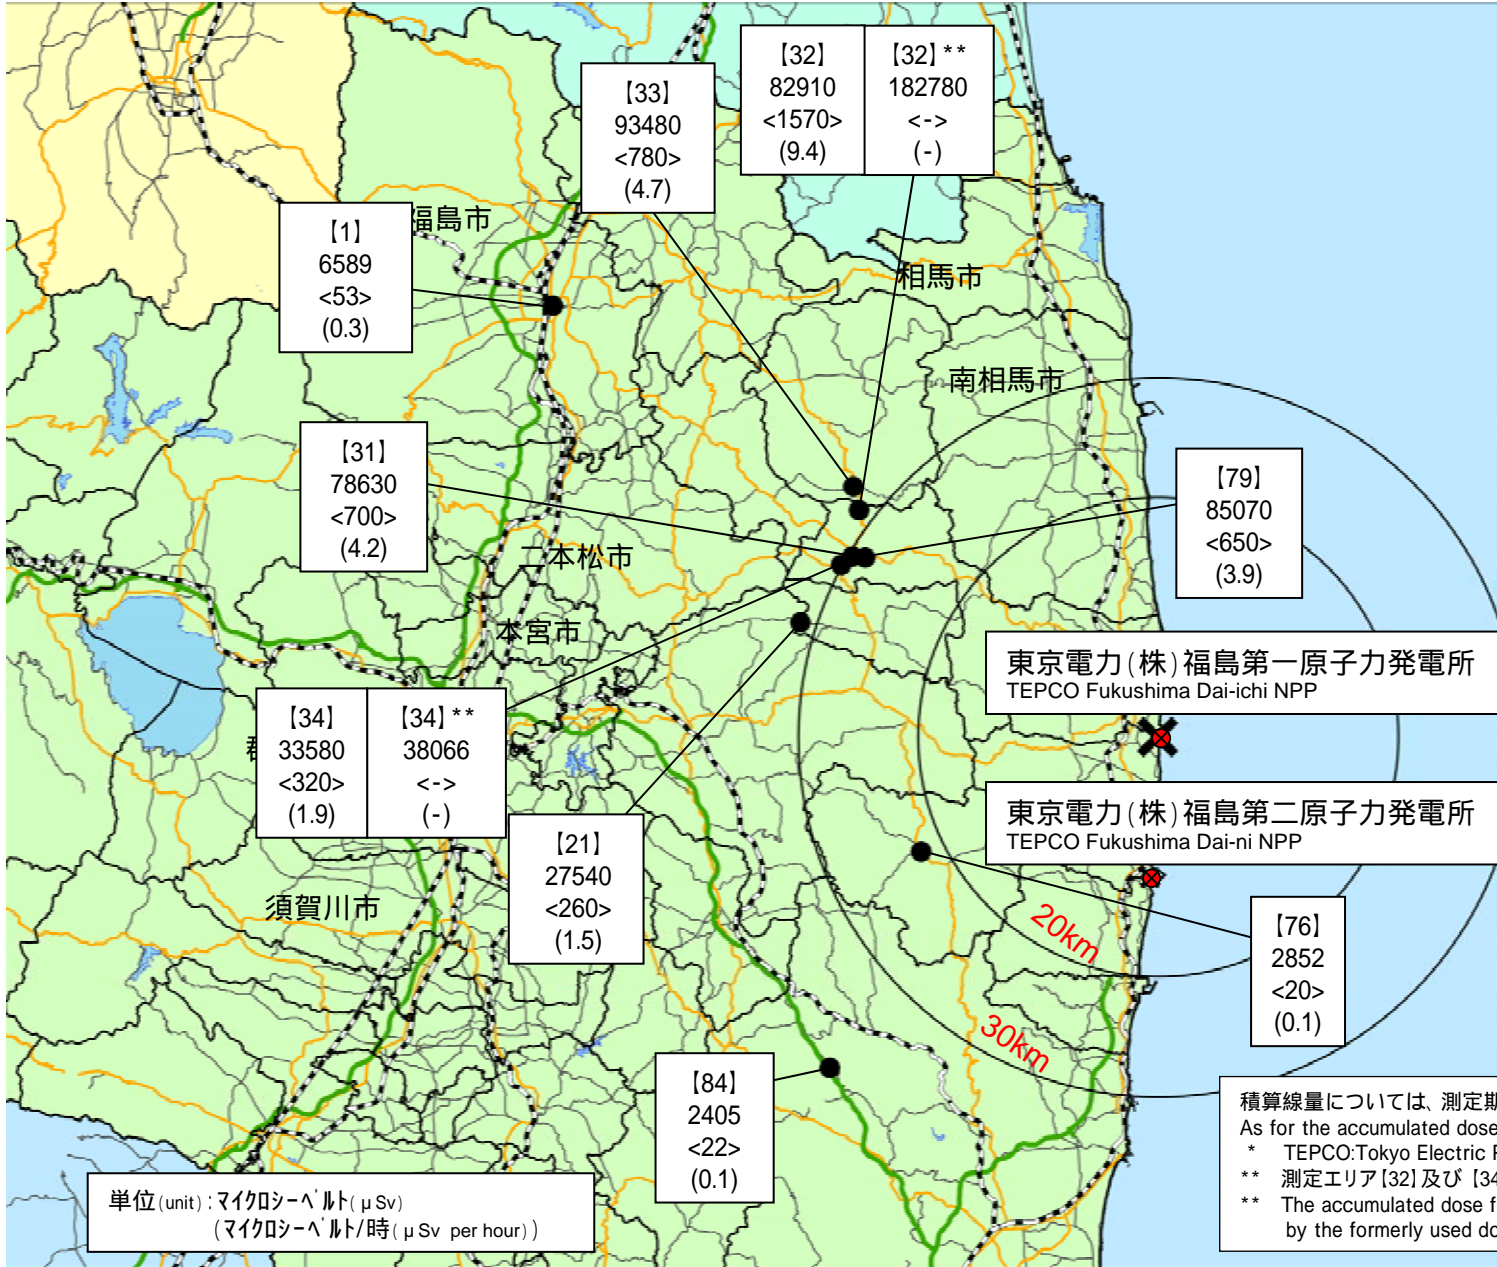 【32】
82910
<1570>
(9.4)
【32】**
182780
<->
(-)
【33】
93480
<780>
(4.7)
【1】
6589
<53>
(0.3)
福島市
相馬市
南相馬市
【31】
78630
<700>
(4.2)
【79】
85070
<650>
(3.9)
二本松市
本宮市
東京電力(株)福島第一原子力発電所
TEPCO Fukushima Dai-ichi NPP
【34】
33580
<320>
(1.9)
【34】**
38066
<->
(-)
東京電力(株)福島第二原子力発電所
TEPCO Fukushima Dai-ni NPP
【21】
27540
<260>
(1.5)
須賀川市
20km
30km
【76】
2852
<20>
(0.1)
【84】
2405
<22>
(0.1)
積算線量については、測定期
As for the accumulated dose
* TEPCO:Tokyo Electric
** 測定エリア【32】及び【34
** The accumulated dose f
by the formerly used do
単位(unit):マイクロシーベルト(μSv)
(マイクロシーベルト/時(μSv per hour))